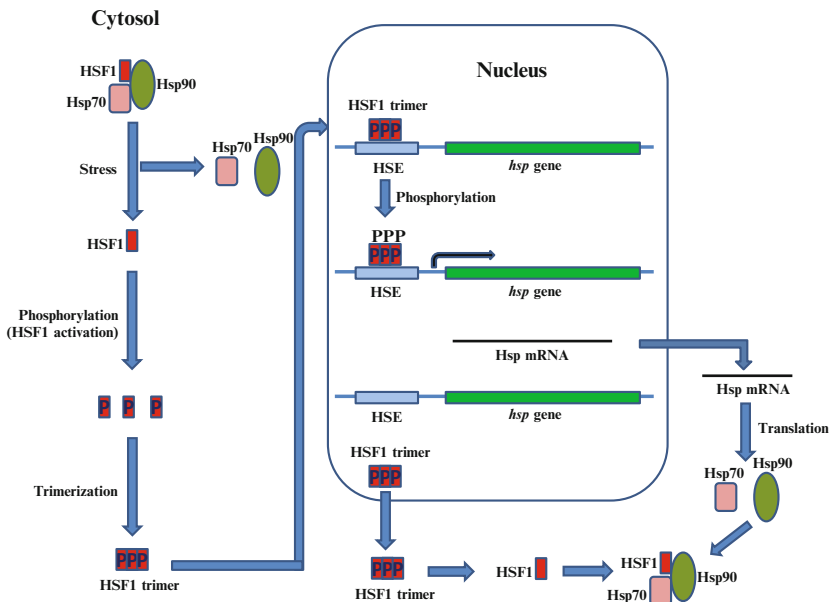 Cytosol
HSF1
Hsp90
Hsp70
Stress
Hsp70
Hsp90
HSF1
Phosphorylation
(HSF1 activation)
P P P
Trimerization
PPP
HSF1 trimer
Nucleus
HSF1 trimer
PPP
HSE
hsp gene
Phosphorylation
PPP
PPP
HSE
hsp gene
Hsp mRNA
HSE
hsp gene
HSF1 trimer
PPP
PPP
HSF1 trimer
HSF1
Hsp mRNA
Translation
Hsp70
Hsp90
HSF1
Hsp70
Hsp90